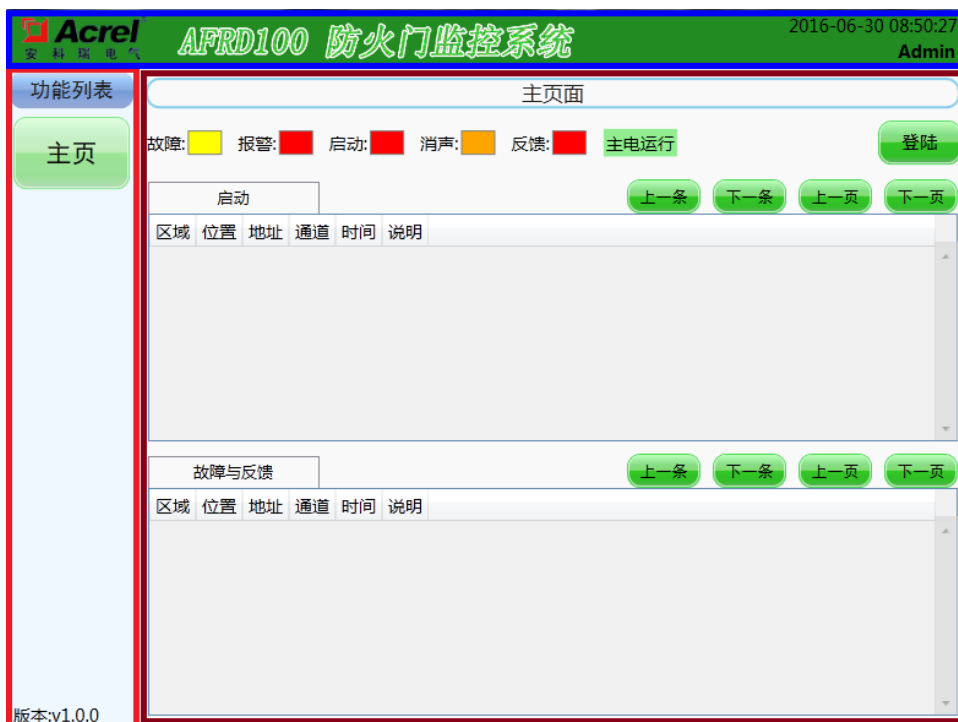 Acrel
安科瑞电气
AFRD100 防火门监控系统
2016-06-30 08:50:27
Admin
功能列表
主页
版本:v1.0.0
主页面
故障: 报警: 启动: 消声: 反馈: 主电运行 登陆
启动 上一条 下一条 上一页 下一页
区域 位置 地址 通道 时间 说明
故障与反馈 上一条 下一条 上一页 下一页
区域 位置 地址 通道 时间 说明